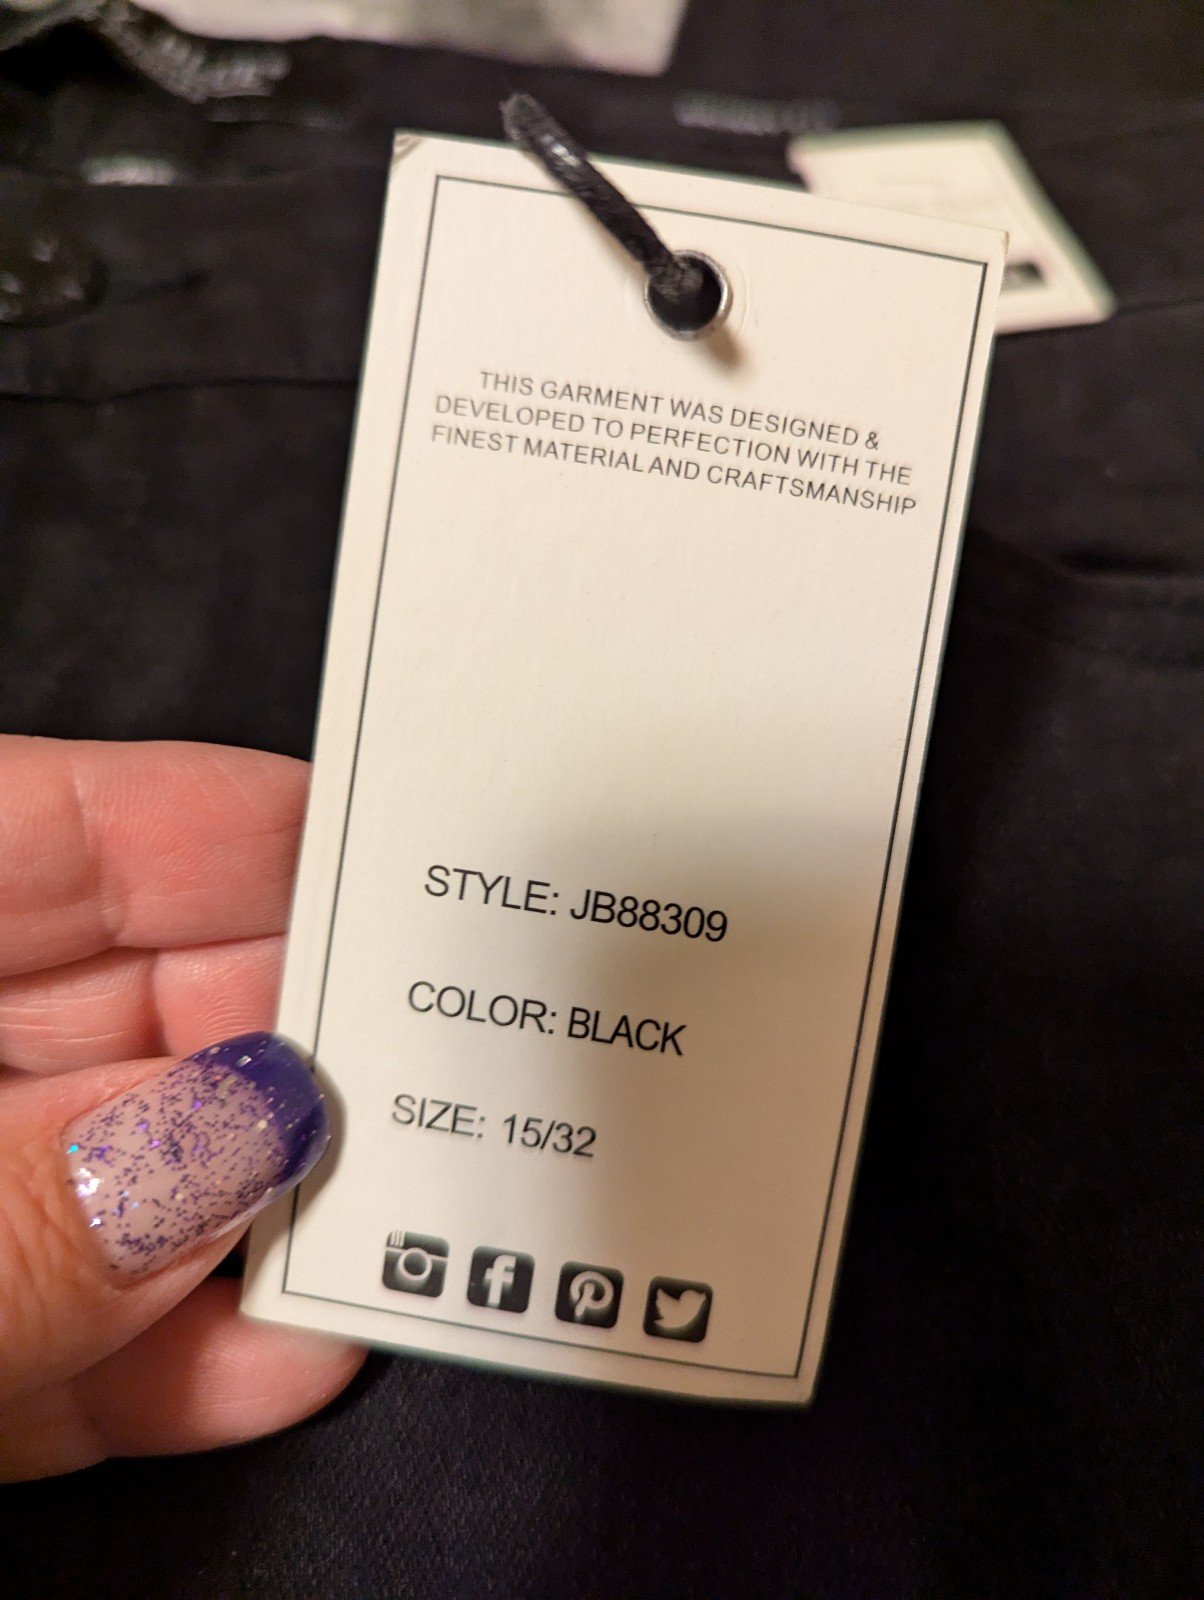 THIS GARMENT WAS DESIGNED &
DEVELOPED TO PERFECTION WITH THE
FINEST MATERIAL AND CRAFTSMANSHIP
STYLE: JB88309
COLOR: BLACK
SIZE: 15/32